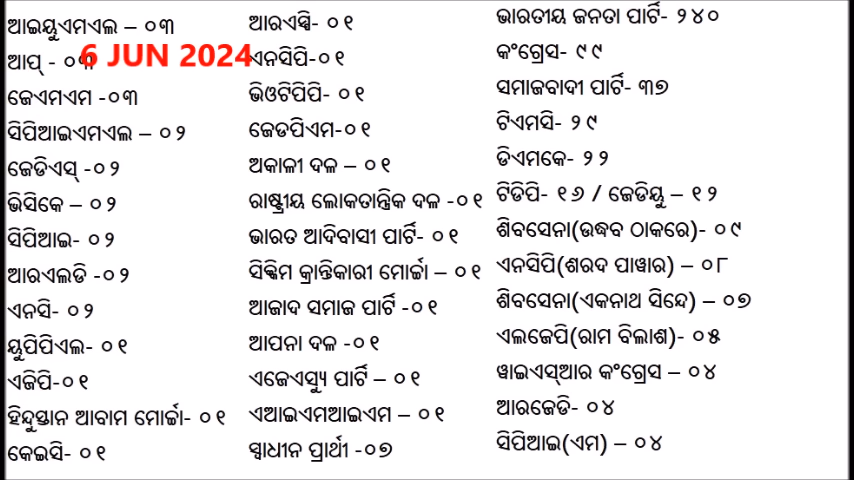 ଆଇୟୁଏମଏଲ – ୦୩
ଆପ୍ - ୦୩
6 JUN 2024
ଜେଏମଏମ -୦୩
ସିପିଆଇଏମଏଲ – ୦୨
ଜେଡିଏସ୍ -୦୨
ଭିସିକେ – ୦୨
ସିପିଆଇ- ୦୨
ଆରଏଲଡି -୦୨
ଏନସି- ୦୨
ୟୁପିପିଏଲ- ୦୧
ଏଜିପି-୦୧
ହିନ୍ଦୁସ୍ତାନ ଆବାମ ମୋର୍ଚ୍ଚା- ୦୧
କେଇସି- ୦୧
ଆରଏସ୍ପି- ୦୧
ଏନସିପି-୦୧
ଭିଓଟିପିପି- ୦୧
ଜେଡପିଏମ-୦୧
ଅକାଳୀ ଦଳ – ୦୧
ରାଷ୍ଟ୍ରୀୟ ଲୋକତାନ୍ତ୍ରିକ ଦଳ -୦୧
ଭାରତ ଆଦିବାସୀ ପାର୍ଟି- ୦୧
ସିକ୍କିମ କ୍ରାନ୍ତିକାରୀ ମୋର୍ଚ୍ଚା – ୦୧
ଆଜାଦ ସମାଜ ପାର୍ଟି -୦୧
ଆପନା ଦଳ -୦୧
ଏଜେଏସ୍ୟୁ ପାର୍ଟି – ୦୧
ଏଆଇଏମଆଇଏମ – ୦୧
ସ୍ୱାଧୀନ ପ୍ରାର୍ଥୀ -୦୭
ଭାରତୀୟ ଜନତା ପାର୍ଟି- ୨୪୦
କଂଗ୍ରେସ- ୯୯
ସମାଜବାଦୀ ପାର୍ଟି- ୩୭
ଟିଏମସି- ୨୯
ଡିଏମକେ- ୨୨
ଟିଡିପି- ୧୬ / ଜେଡିୟୁ – ୧୨
ଶିବସେନା(ଉଦ୍ଧବ ଠାକରେ)- ୦୯
ଏନସିପି(ଶରଦ ପାୱାର) – ୦୮
ଶିବସେନା(ଏକନାଥ ସିନ୍ଦେ) – ୦୭
ଏଲଜେପି(ରାମ ବିଲାଶ)- ୦୫
ୱାଇଏସ୍ଆର କଂଗ୍ରେସ – ୦୪
ଆରଜେଡି- ୦୪
ସିପିଆଇ(ଏମ) – ୦୪